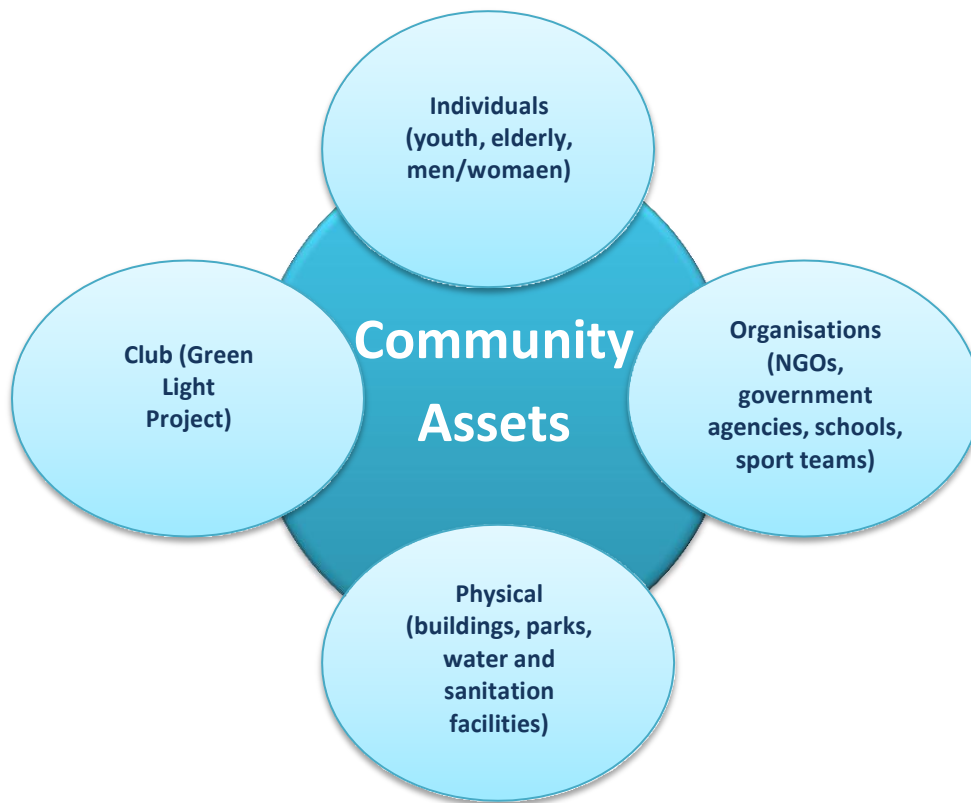 Individuals
(youth, elderly,
men/womaen)
Community
Assets
Club (Green
Light
Project)
Organisations
(NGOs,
government
agencies, schools,
sport teams)
Physical
(buildings, parks,
water and
sanitation
facilities)